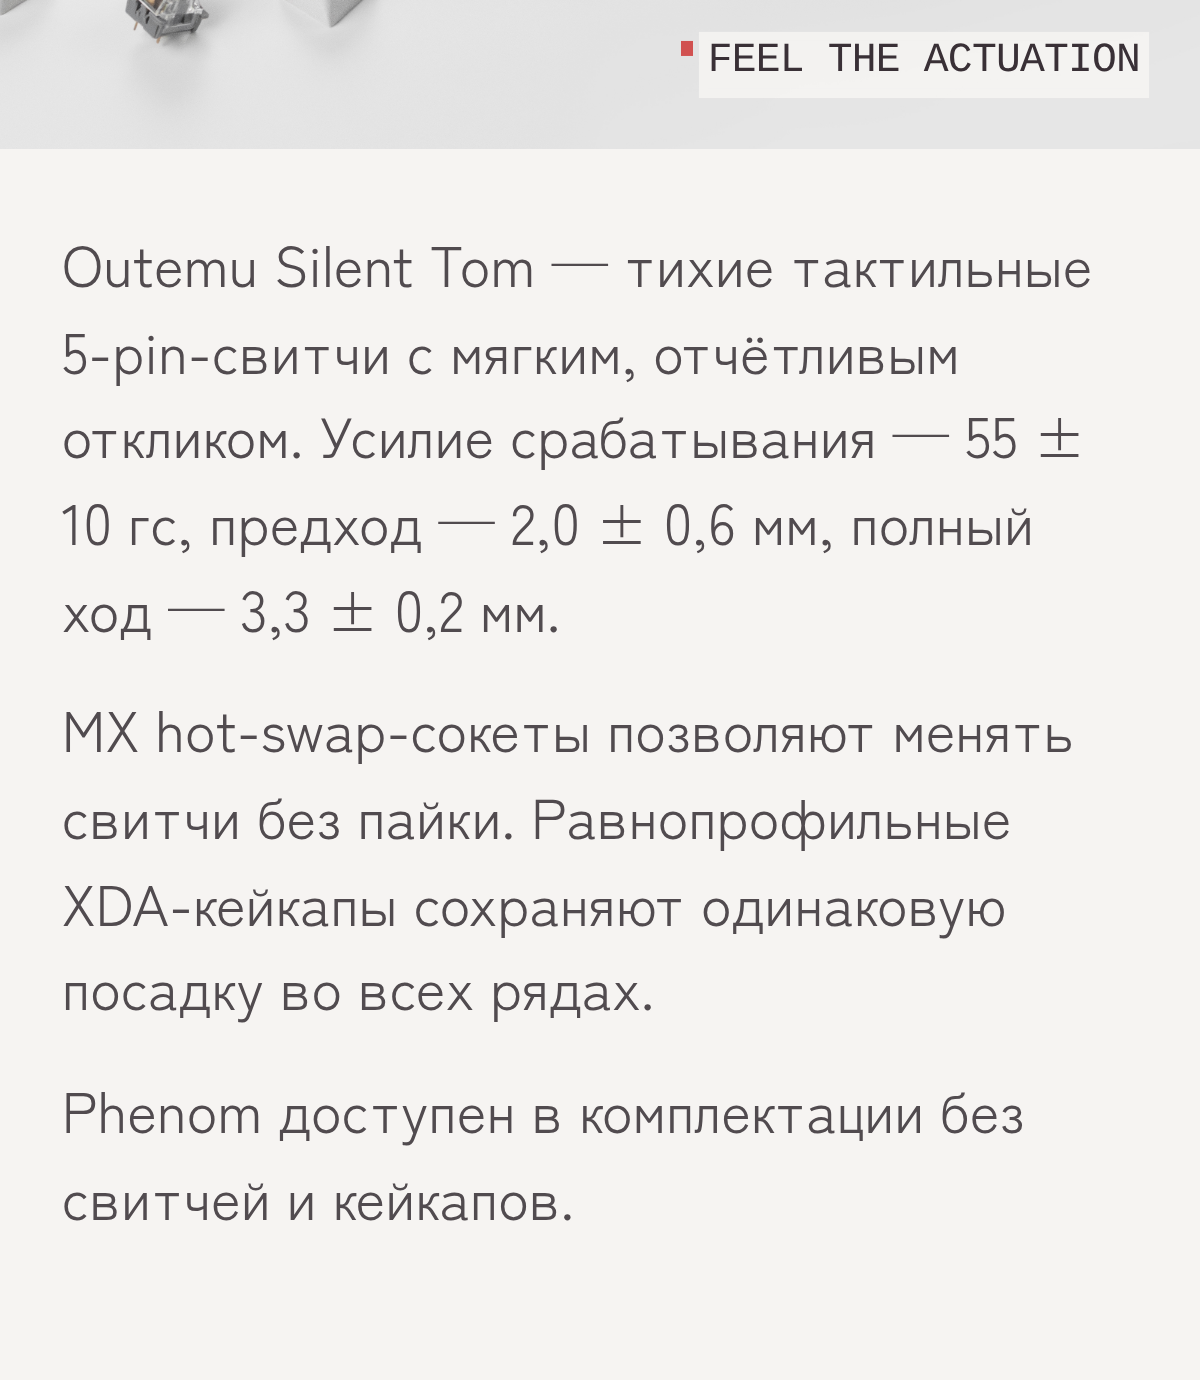 FEEL THE ACTUATION
Outemu Silent Tom — тихие тактильные
5-pin-свитчи с мягким, отчётливым
откликом. Усилие срабатывания — 55 ±
10 гс, предход — 2,0 ± 0,6 мм, полный
ход — 3,3 ± 0,2 мм.
MX hot-swap-сокеты позволяют менять
свитчи без пайки. Равнопрофильные
XDA-кейкапы сохраняют одинаковую
посадку во всех рядах.
Phenom доступен в комплектации без
свитчей и кейкапов.